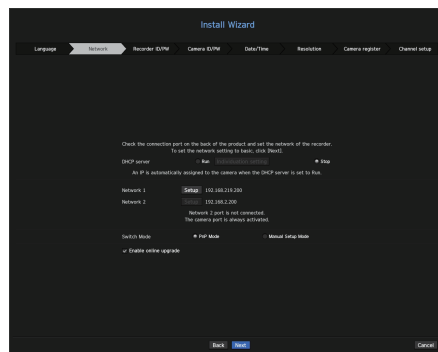 Install Wizard
Language Network Recorder ID/PW Camera ID/PW Date/Time Resolution Camera register Channel setup
Check the connection port on the back of the product and set the network of the recorder.
To set the network setting to basic, click [Next].
DHCP server Run Individualize setting Stop
An IP is automatically assigned to the camera when the DHCP server is set to Run.
Network 1 Setup 192.168.219.200
Network 2 Setup 192.168.2.200
Network 2 port is not connected.
The camera port is always activated.
Switch Mode PnP Mode Manual Setup Mode
Enable online upgrade
Back Next Cancel